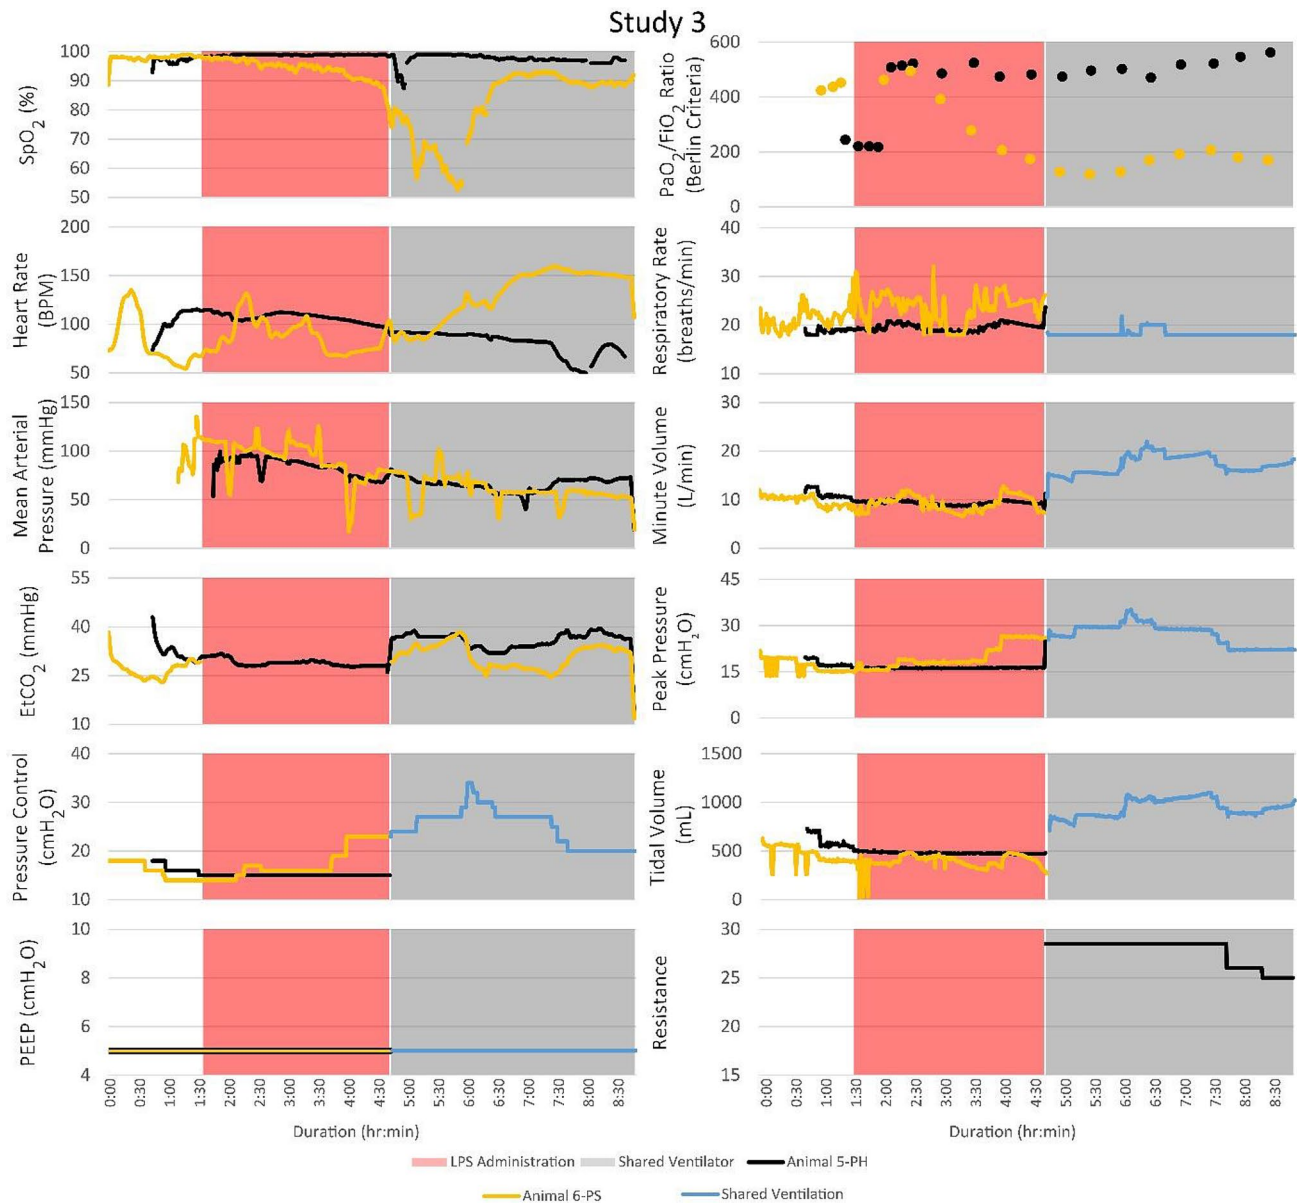 Study 3
100
90
80
70
60
50
SpO2 (%)
600
400
200
0
PaO2/FiO2 Ratio
(Berlin Criteria)
200
150
100
50
Heart Rate
(BPM)
40
30
20
10
Respiratory Rate
(breaths/min)
150
100
50
0
Mean Arterial
Pressure (mmHg)
30
20
10
0
Minute Volume
(L/min)
55
40
25
10
EtCO2 (mmHg)
45
30
15
0
Peak Pressure
(cmH2O)
40
30
20
10
Pressure Control
(cmH2O)
1500
1000
500
0
Tidal Volume
(mL)
10
8
6
4
PEEP (cmH2O)
30
25
20
15
Resistance
0:00 0:30 1:00 1:30 2:00 2:30 3:00 3:30 4:00 4:30 5:00 5:30 6:00 6:30 7:00 7:30 8:00 8:30
0:00 0:30 1:00 1:30 2:00 2:30 3:00 3:30 4:00 4:30 5:00 5:30 6:00 6:30 7:00 7:30 8:00 8:30
Duration (hr:min)
Duration (hr:min)
LPS Administration Shared Ventilator Animal 5-PH
Animal 6-PS Shared Ventilation